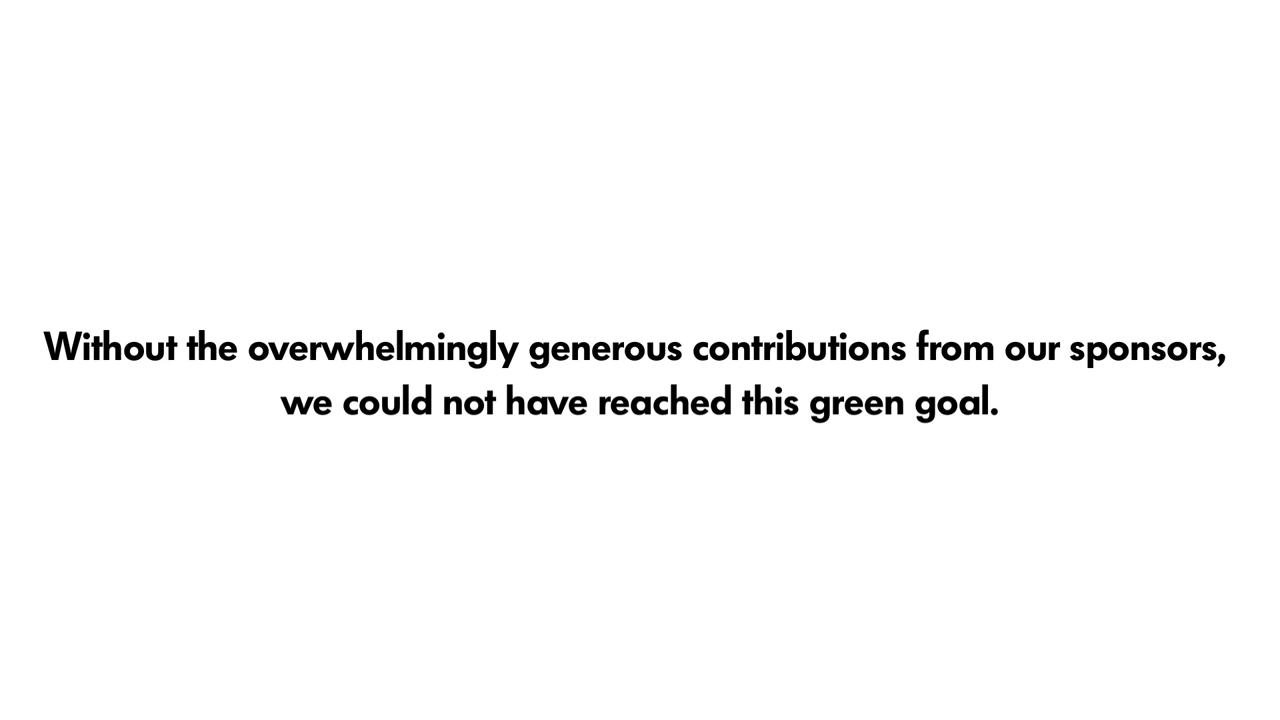 Without the overwhelmingly generous contributions from our sponsors,
we could not have reached this green goal.